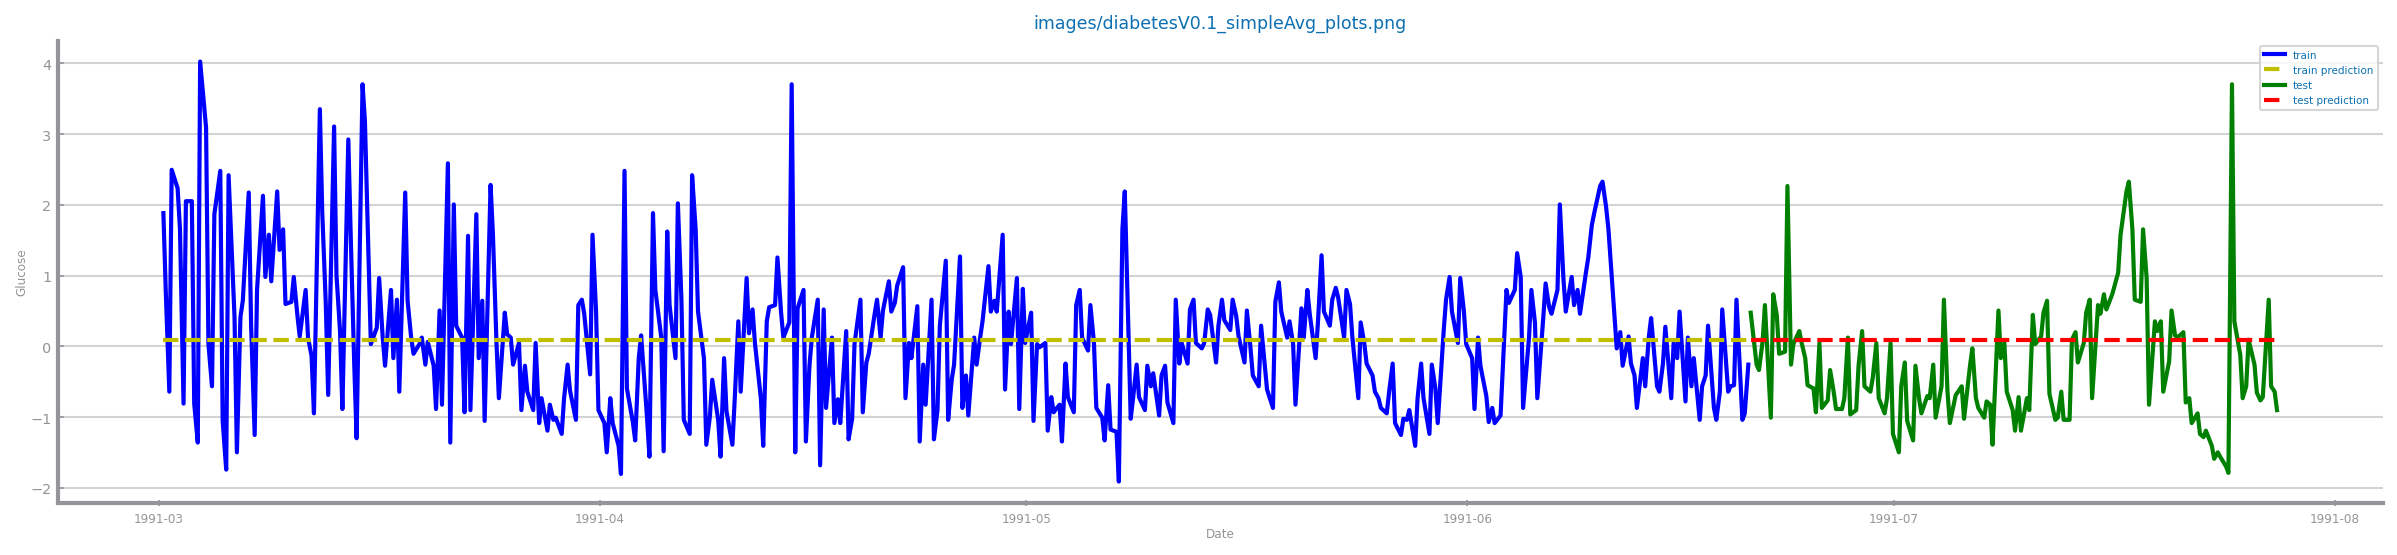 images/diabetesV0.1_simpleAvg_plots.png
train
train prediction
test
test prediction
Glucose
4
3
2
1
0
−1
−2
1991-03
1991-04
1991-05
1991-06
1991-07
1991-08
Date